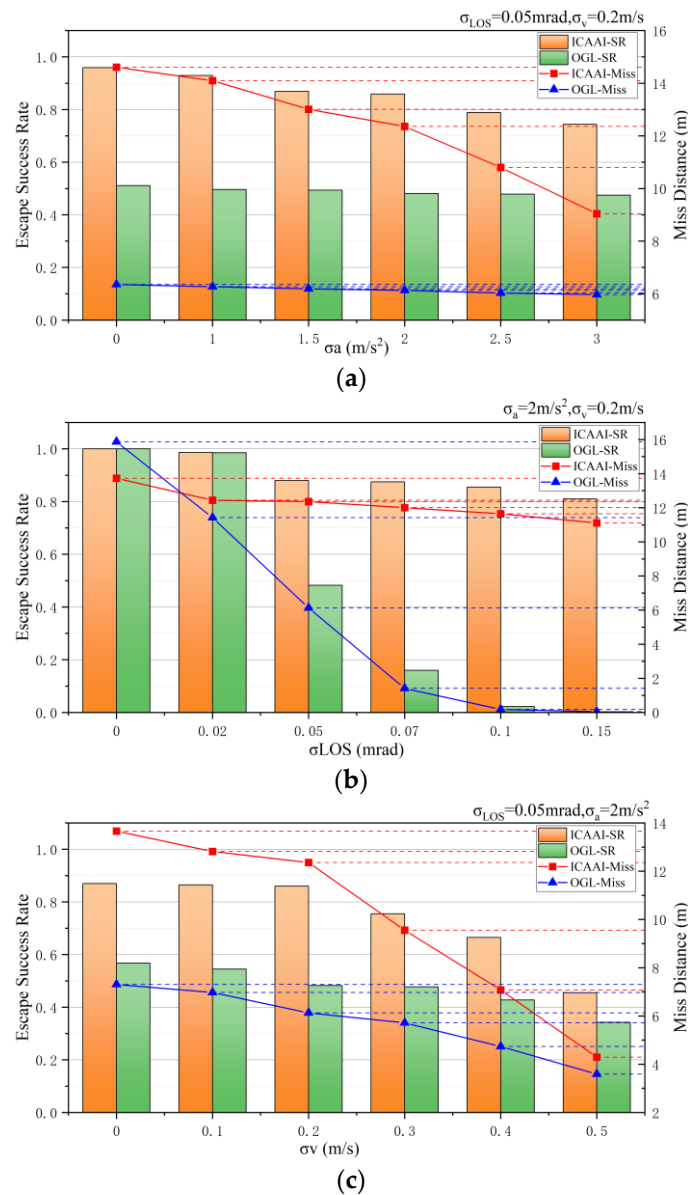 σLOS=0.05mrad,σv=0.2m/s
Escape Success Rate
1.0
0.8
0.6
0.4
0.2
0.0
ICAAI-SR
OGL-SR
ICAAI-Miss
OGL-Miss
16
14
12
10
8
6
Miss Distance (m)
0 1 1.5 2 2.5 3
σa (m/s²)
(a)
σa=2m/s²,σv=0.2m/s
Escape Success Rate
1.0
0.8
0.6
0.4
0.2
0.0
ICAAI-SR
OGL-SR
ICAAI-Miss
OGL-Miss
16
14
12
10
8
6
4
2
0
Miss Distance (m)
0 0.02 0.05 0.07 0.1 0.15
σLOS (mrad)
(b)
σLOS=0.05mrad,σa=2m/s²
Escape Success Rate
1.0
0.8
0.6
0.4
0.2
0.0
ICAAI-SR
OGL-SR
ICAAI-Miss
OGL-Miss
14
12
10
8
6
4
2
Miss Distance (m)
0 0.1 0.2 0.3 0.4 0.5
σv (m/s)
(c)